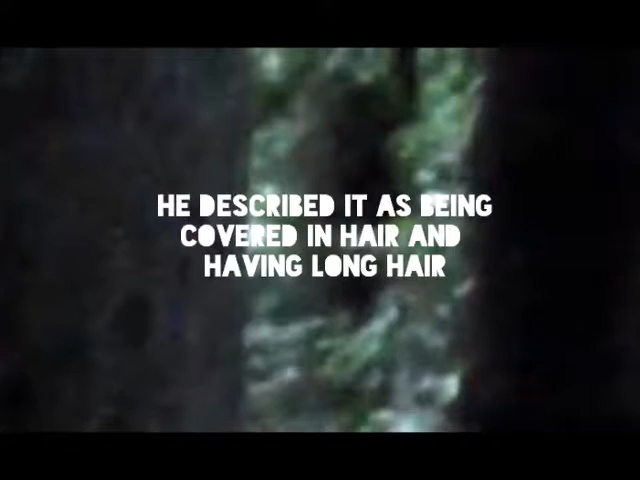 HE DESCRIBED IT AS BEING
COVERED IN HAIR AND
HAVING LONG HAIR